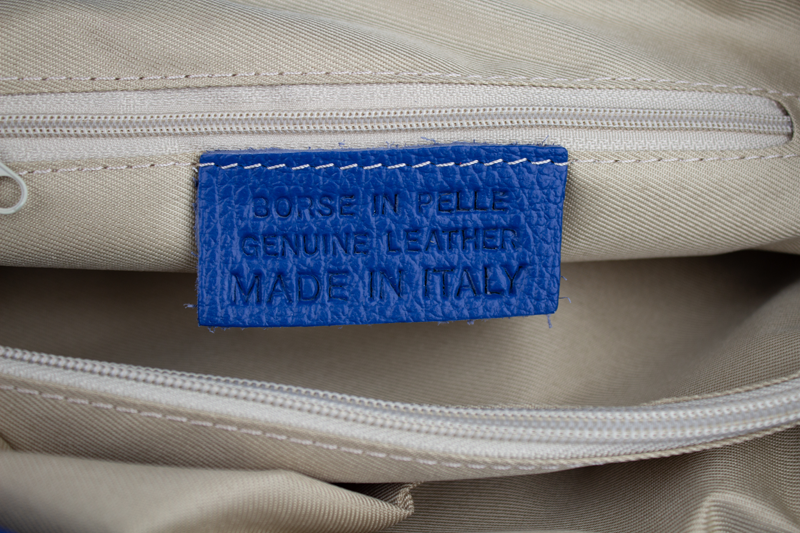 BORSE IN PELLE
GENUINE LEATHER
MADE IN ITALY